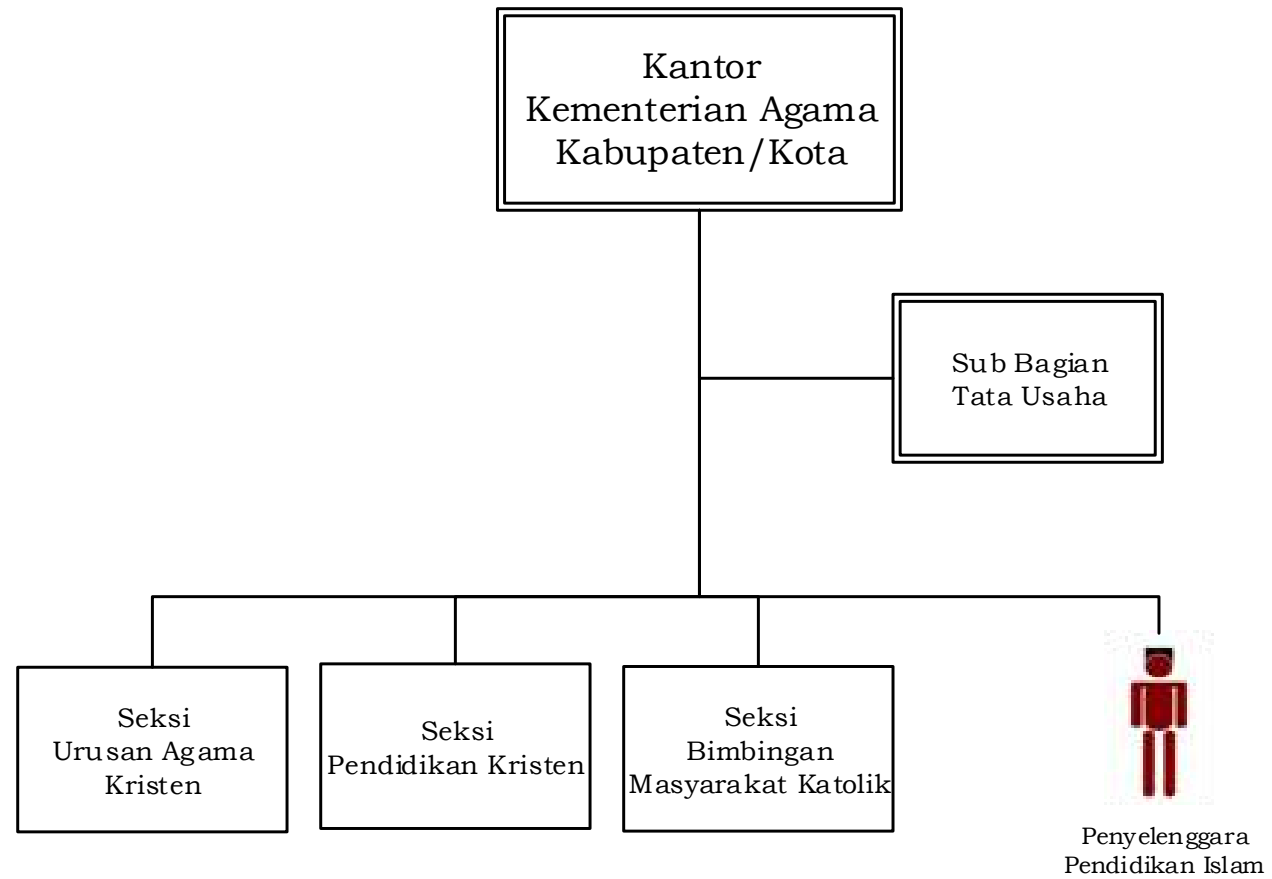 Kantor
Kementerian Agama
Kabupaten/Kota
Sub Bagian
Tata Usaha
Seksi
Urusan Agama
Kristen
Seksi
Pendidikan Kristen
Seksi
Bimbingan
Masyarakat Katolik
Penyelenggara
Pendidikan Islam